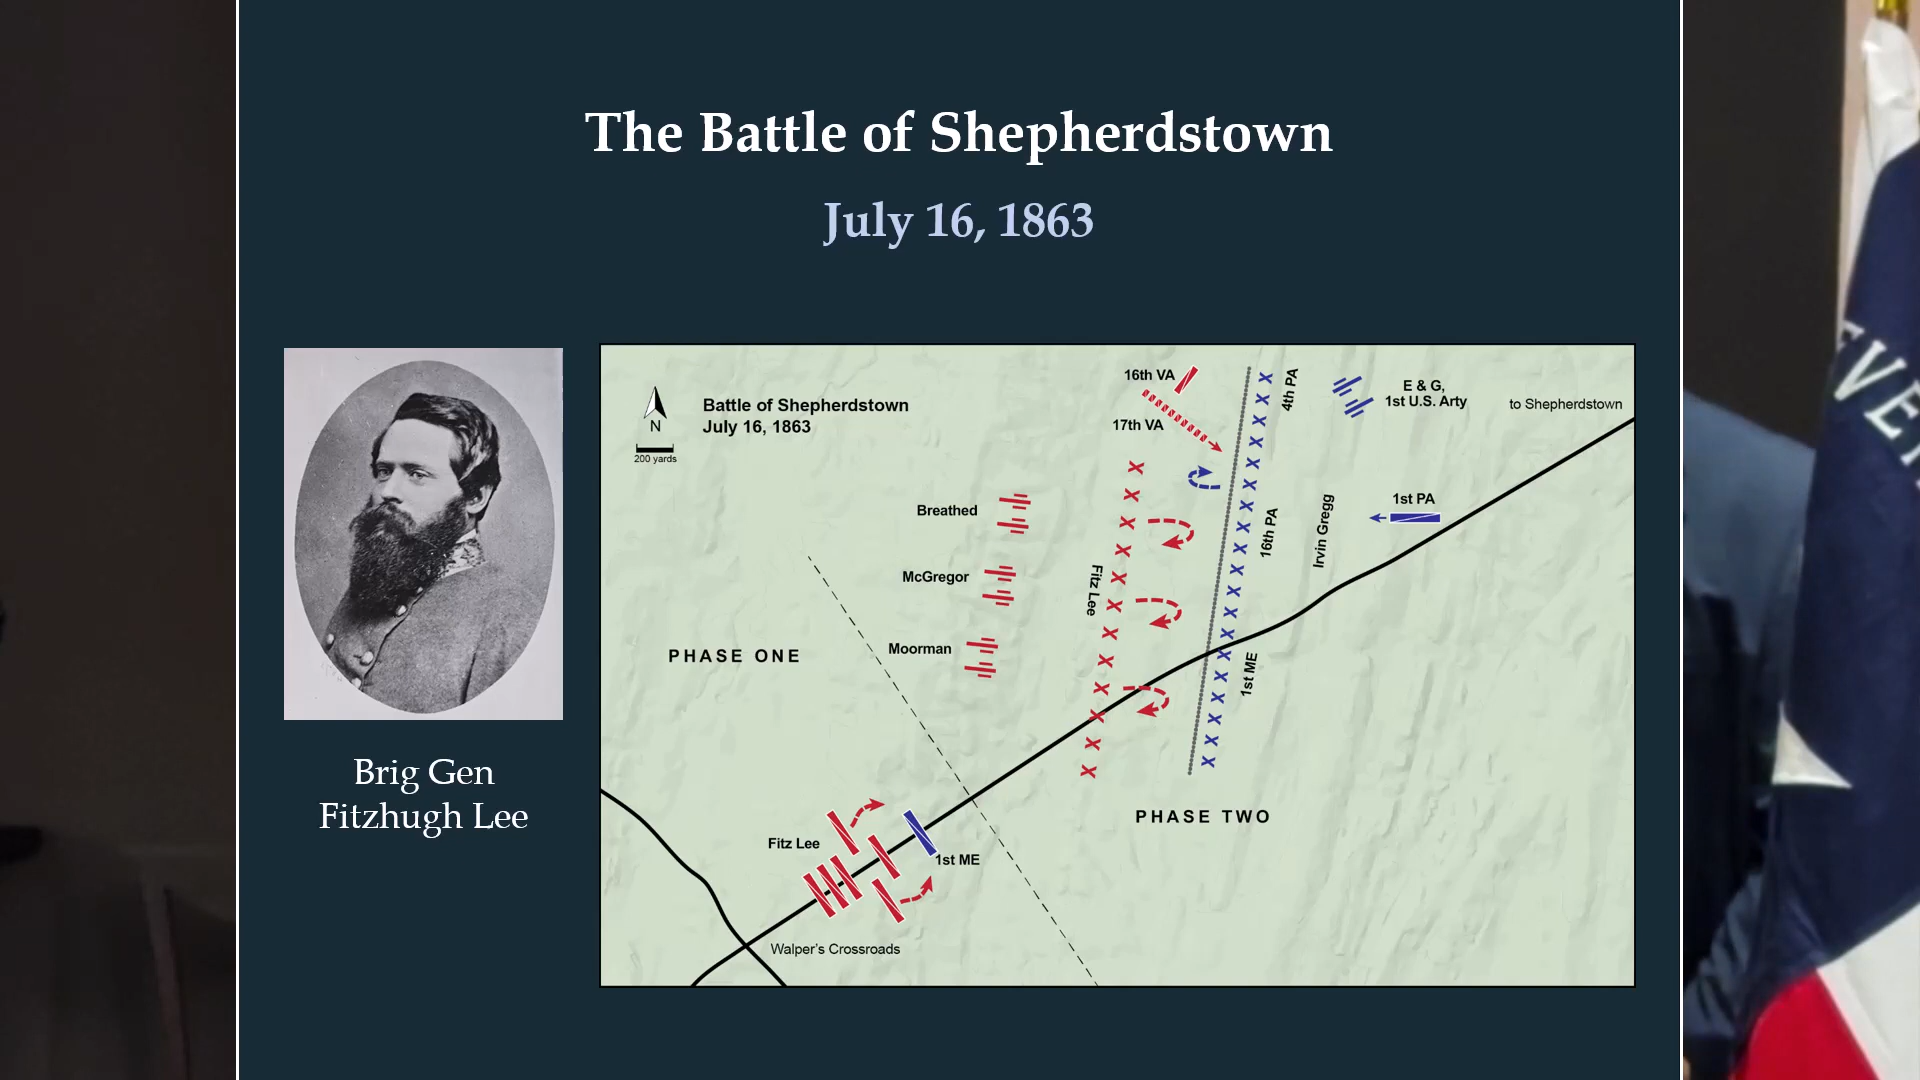 The Battle of Shepherdstown
July 16, 1863
Brig Gen
Fitzhugh Lee
N
200 yards
Battle of Shepherdstown
July 16, 1863
16th VA
17th VA
4th PA
E & G,
1st U.S. Arty
to Shepherdstown
Breathed
McGregor
Moorman
Fitz Lee
16th PA
Irvin Gregg
1st PA
1st ME
PHASE ONE
PHASE TWO
Fitz Lee
1st ME
Walper's Crossroads